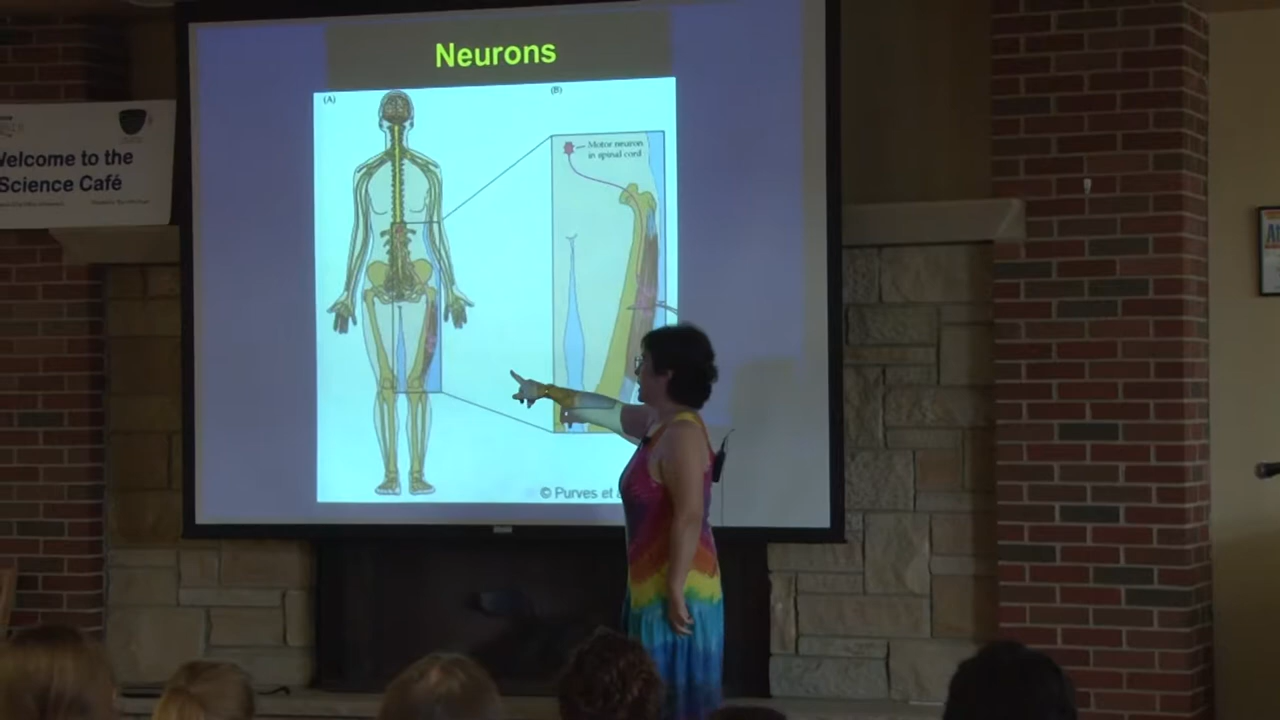 Neurons
(A)
(B)
Motor neuron
in spinal cord
Welcome to the
Science Café
© Purves et